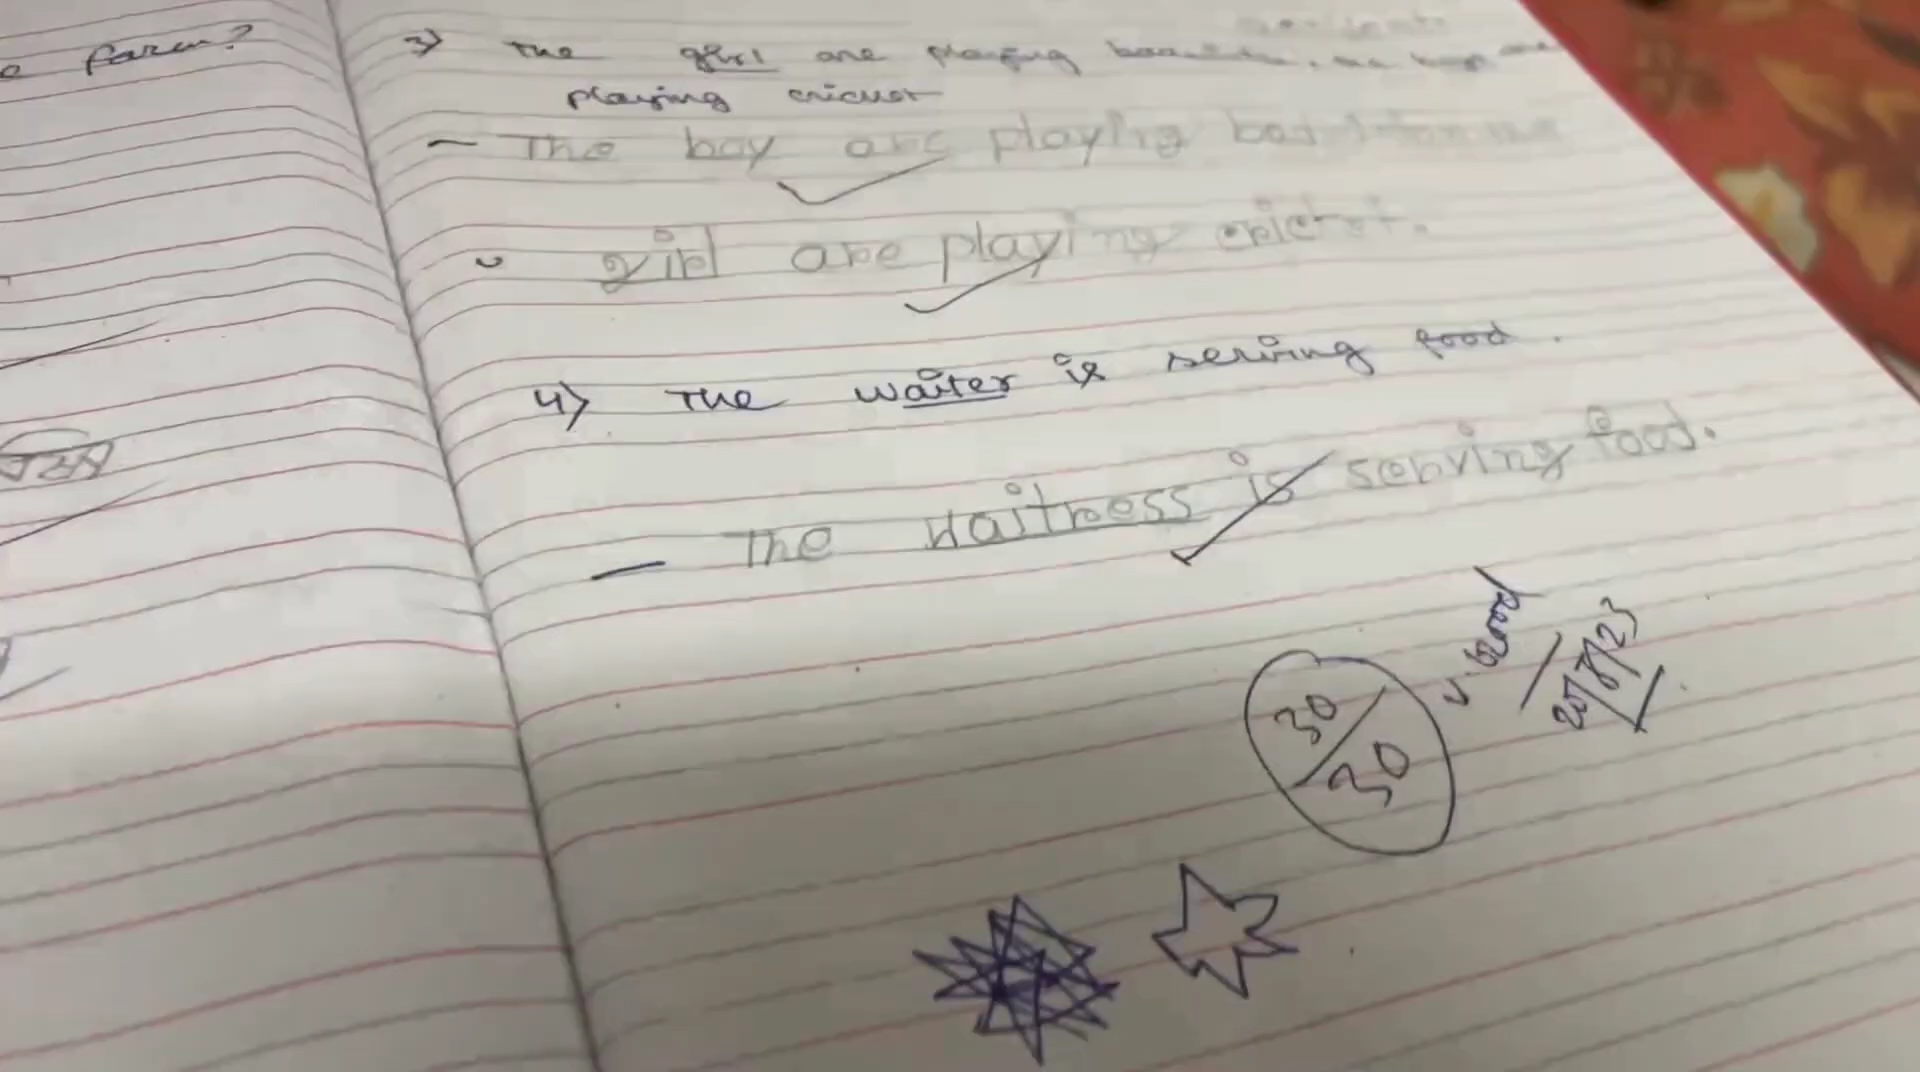 farm?
3) The girl are playing
playing cricket
- The boy are playing
girl are playing cricket.
4) The waiter is serving food.
- The waitress is serving food.
30/30
v. Good